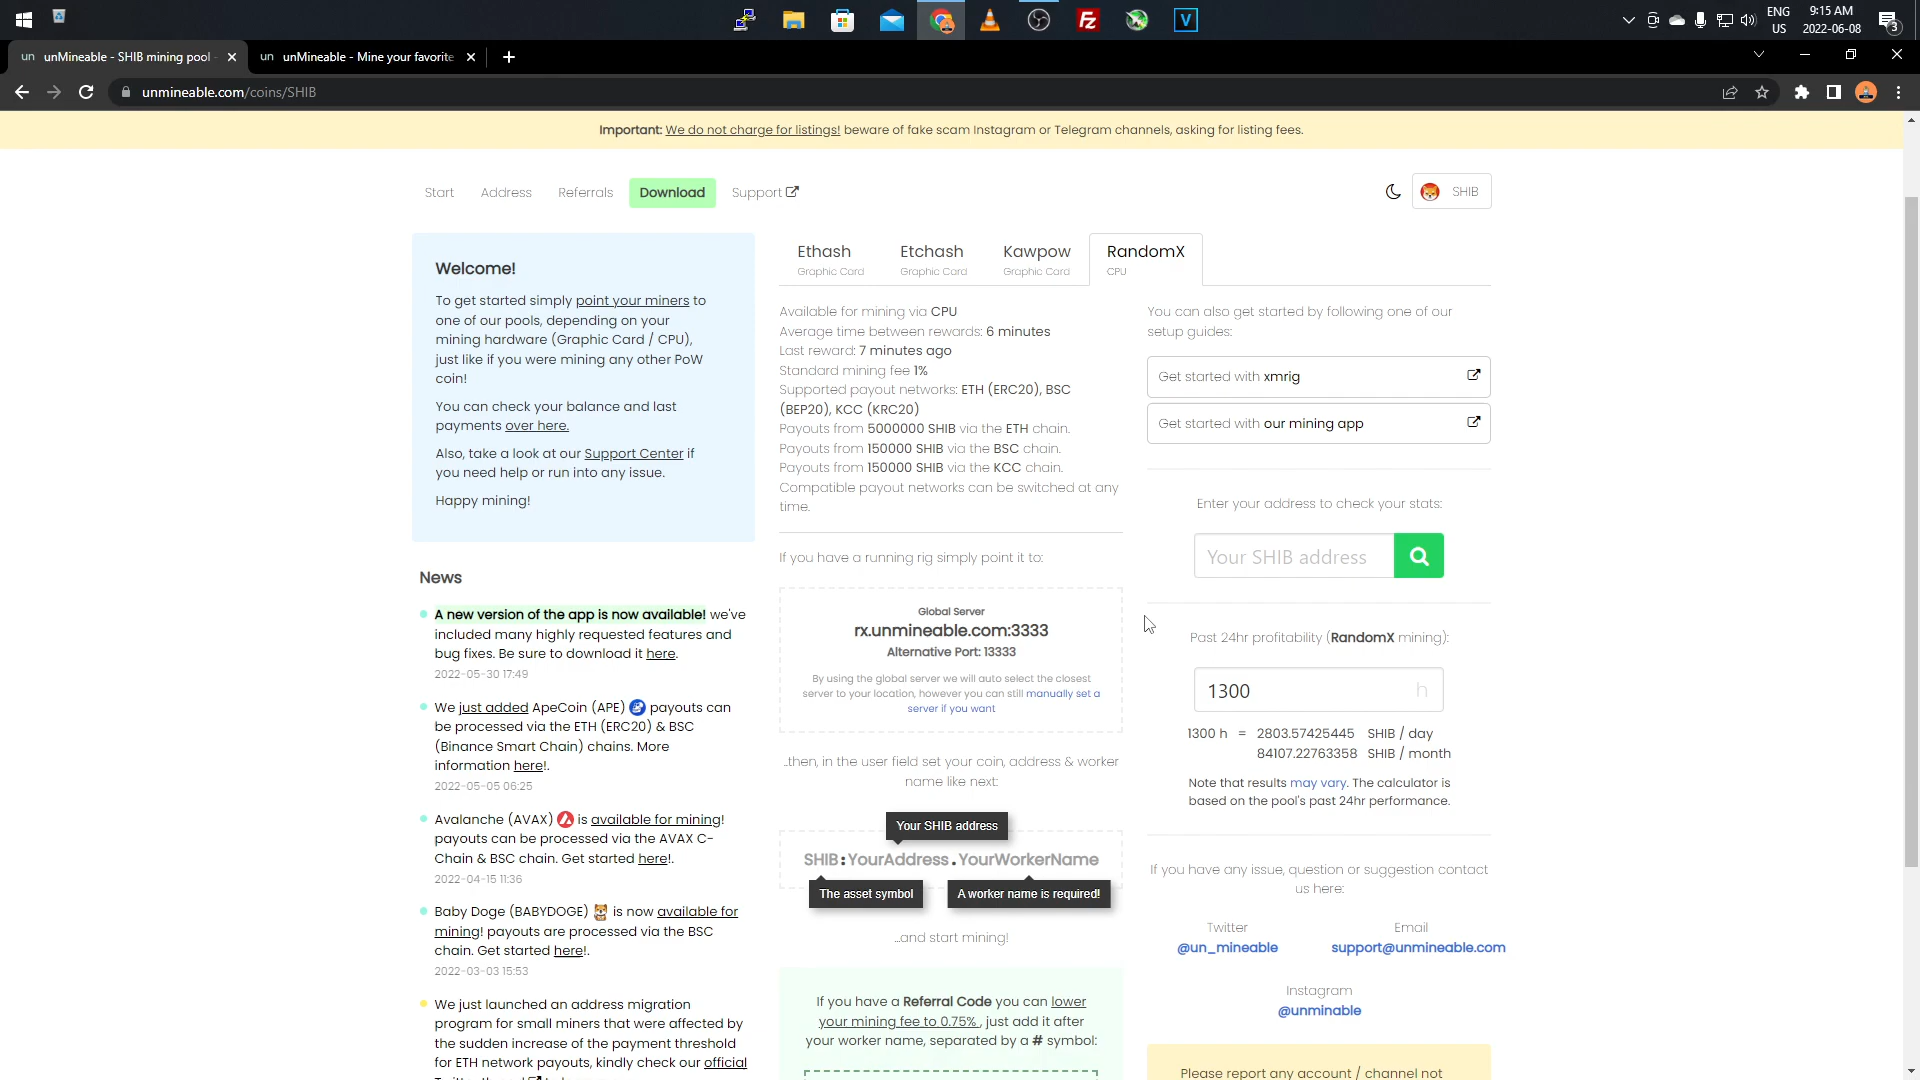 ENG
US
9:15 AM
2022-06-08
3
un unMineable - SHIB mining pool -
un unMineable - Mine your favorite
unmineable.com/coins/SHIB
Important: We do not charge for listings! beware of fake scam Instagram or Telegram channels, asking for listing fees.
Start
Address
Referrals
Download
Support
SHIB
Welcome!
To get started simply point your miners to
one of our pools, depending on your
mining hardware (Graphic Card / CPU),
just like if you were mining any other PoW
coin!
You can check your balance and last
payments over here.
Also, take a look at our Support Center if
you need help or run into any issue.
Happy mining!
News
A new version of the app is now available! we've
included many highly requested features and
bug fixes. Be sure to download it here.
2022-05-30 17:49
We just added ApeCoin (APE) payouts can
be processed via the ETH (ERC20) & BSC
(Binance Smart Chain) chains. More
information here!.
2022-05-05 06:25
Avalanche (AVAX) is available for mining!
payouts can be processed via the AVAX C-
Chain & BSC chain. Get started here!.
2022-04-15 11:36
Baby Doge (BABYDOGE) is now available for
mining! payouts are processed via the BSC
chain. Get started here!.
2022-03-03 15:53
We just launched an address migration
program for small miners that were affected by
the sudden increase of the payment threshold
for ETH network payouts, kindly check our official
Ethash
Graphic Card
Etchash
Graphic Card
Kawpow
Graphic Card
RandomX
CPU
Available for mining via CPU
Average time between rewards: 6 minutes
Last reward: 7 minutes ago
Standard mining fee 1%
Supported payout networks: ETH (ERC20), BSC
(BEP20), KCC (KRC20)
Payouts from 5000000 SHIB via the ETH chain.
Payouts from 150000 SHIB via the BSC chain.
Payouts from 150000 SHIB via the KCC chain.
Compatible payout networks can be switched at any
time.
If you have a running rig simply point it to:
Global Server
rx.unmineable.com:3333
Alternative Port: 13333
By using the global server we will auto select the closest
server to your location, however you can still manually set a
server if you want
...then, in the user field set your coin, address & worker
name like next:
Your SHIB address
SHIB:YourAddress.YourWorkerName
The asset symbol
A worker name is required!
...and start mining!
If you have a Referral Code you can lower
your mining fee to 0.75% , just add it after
your worker name, separated by a # symbol:
You can also get started by following one of our
setup guides:
Get started with xmrig
Get started with our mining app
Enter your address to check your stats:
Your SHIB address
Past 24hr profitability (RandomX mining):
1300 h
1300 h = 2803.57425445 SHIB / day
84107.22763358 SHIB / month
Note that results may vary. The calculator is
based on the pool's past 24hr performance.
If you have any issue, question or suggestion contact
us here:
Twitter
@un_mineable
Email
support@unmineable.com
Instagram
@unminable
Please report any account / channel not